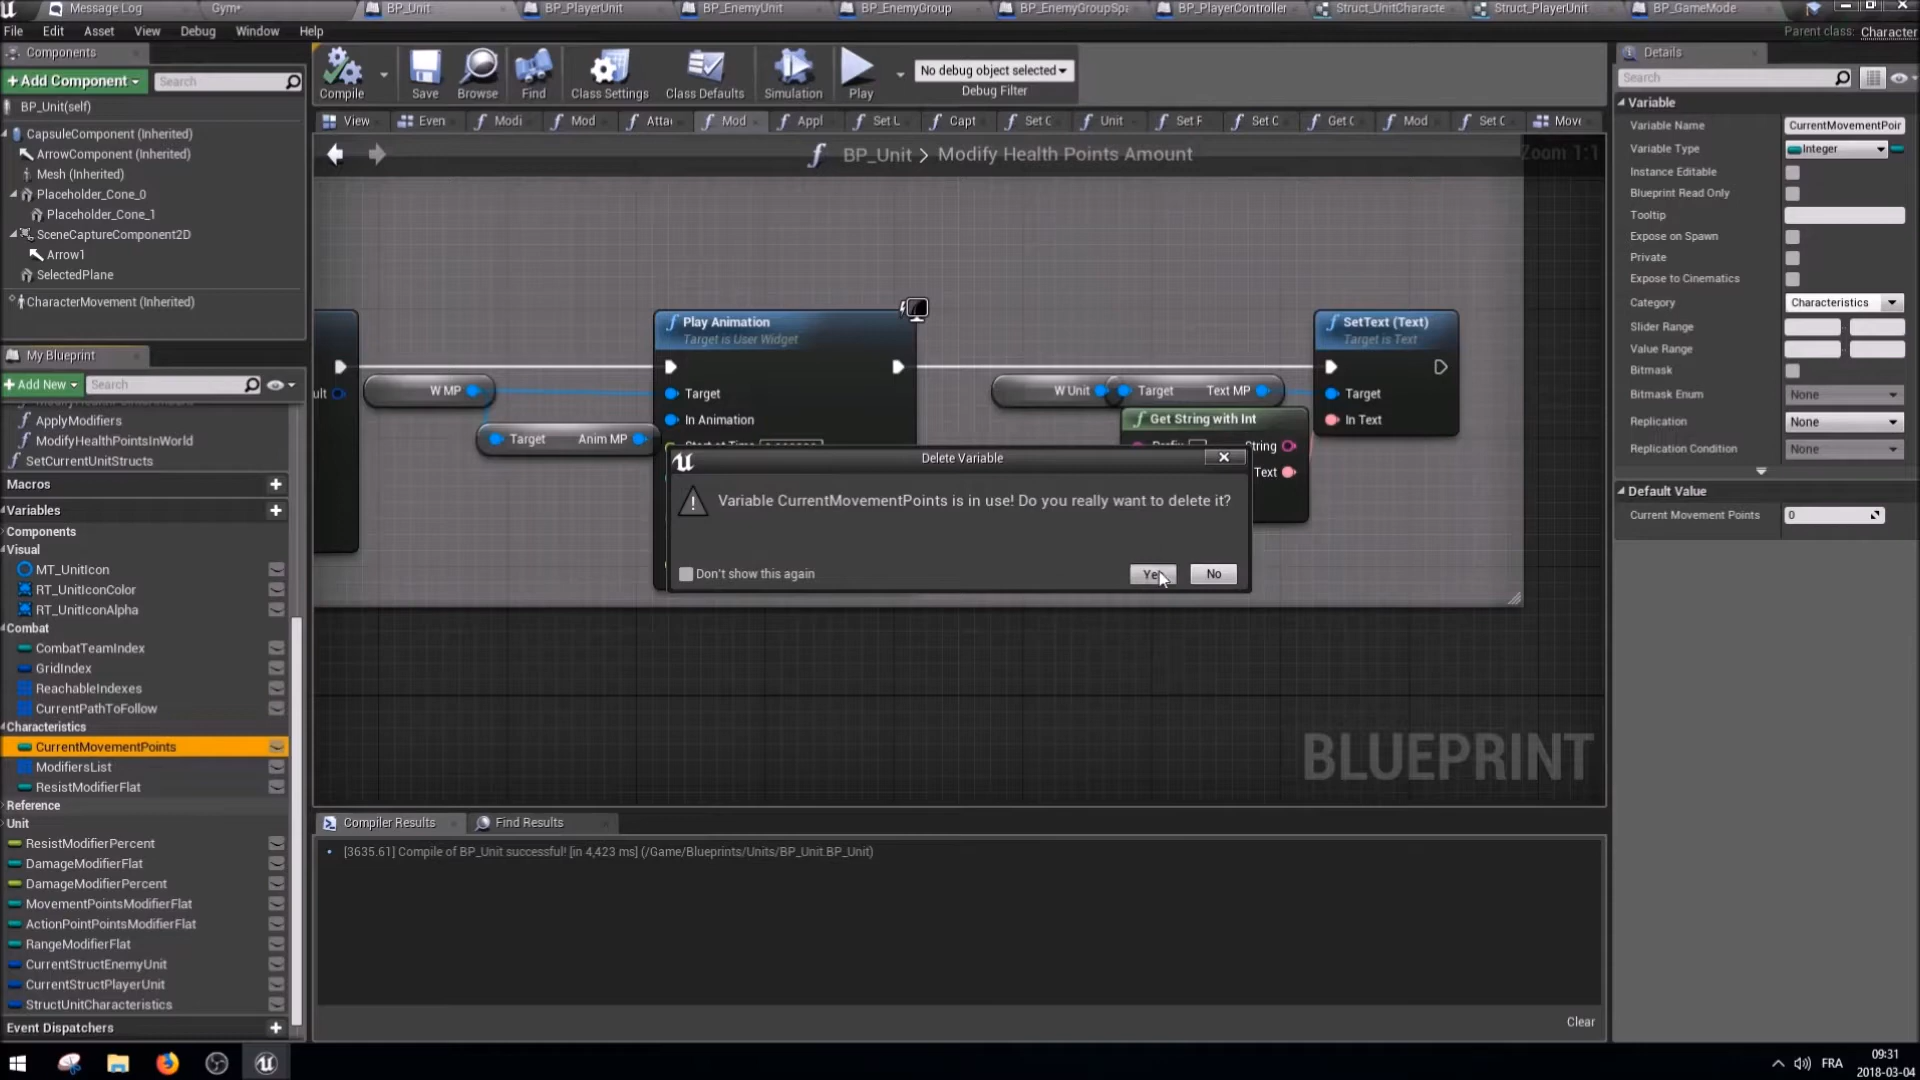 Message Log
Gym*
BP_Unit
BP_PlayerUnit
BP_EnemyUnit
BP_EnemyGroup
BP_EnemyGroupSpa
BP_PlayerController
Struct_UnitCharacte
Struct_PlayerUnit
BP_GameMode
File Edit Asset View Debug Window Help
Parent class: Character
Components
+Add Component
Search
BP_Unit(self)
CapsuleComponent (Inherited)
ArrowComponent (Inherited)
Mesh (Inherited)
Placeholder_Cone_0
Placeholder_Cone_1
SceneCaptureComponent2D
Arrow1
SelectedPlane
CharacterMovement (Inherited)
My Blueprint
+Add New
Search
ApplyModifiers
ModifyHealthPointsInWorld
SetCurrentUnitStructs
Macros
Variables
Components
Visual
MT_UnitIcon
RT_UnitIconColor
RT_UnitIconAlpha
Combat
CombatTeamIndex
GridIndex
ReachableIndexes
CurrentPathToFollow
Characteristics
CurrentMovementPoints
ModifiersList
ResistModifierFlat
Reference
Unit
ResistModifierPercent
DamageModifierFlat
DamageModifierPercent
MovementPointsModifierFlat
ActionPointPointsModifierFlat
RangeModifierFlat
CurrentStructEnemyUnit
CurrentStructPlayerUnit
StructUnitCharacteristics
Event Dispatchers
Compile
Save
Browse
Find
Class Settings
Class Defaults
Simulation
Play
No debug object selected
Debug Filter
View
Even
Modi
Mod
Atta
Mod
Appl
Set L
Capt
Set C
Unit
Set F
Set C
Get C
Mod
Set C
Move
BP_Unit > Modify Health Points Amount
Zoom 1:1
ult
W MP
Target Anim MP
Play Animation
Target is User Widget
Target
In Animation
W Unit
Target Text MP
Get String with Int
String
Text
SetText (Text)
Target is Text
Target
In Text
Delete Variable
Variable CurrentMovementPoints is in use! Do you really want to delete it?
Don't show this again
Yes
No
BLUEPRINT
Compiler Results
Find Results
[3635.61] Compile of BP_Unit successful! [in 4,423 ms] (/Game/Blueprints/Units/BP_Unit.BP_Unit)
Clear
Details
Search
Variable
Variable Name CurrentMovementPoir
Variable Type Integer
Instance Editable
Blueprint Read Only
Tooltip
Expose on Spawn
Private
Expose to Cinematics
Category Characteristics
Slider Range
Value Range
Bitmask
Bitmask Enum None
Replication None
Replication Condition None
Default Value
Current Movement Points 0
FRA
09:31
2018-03-04